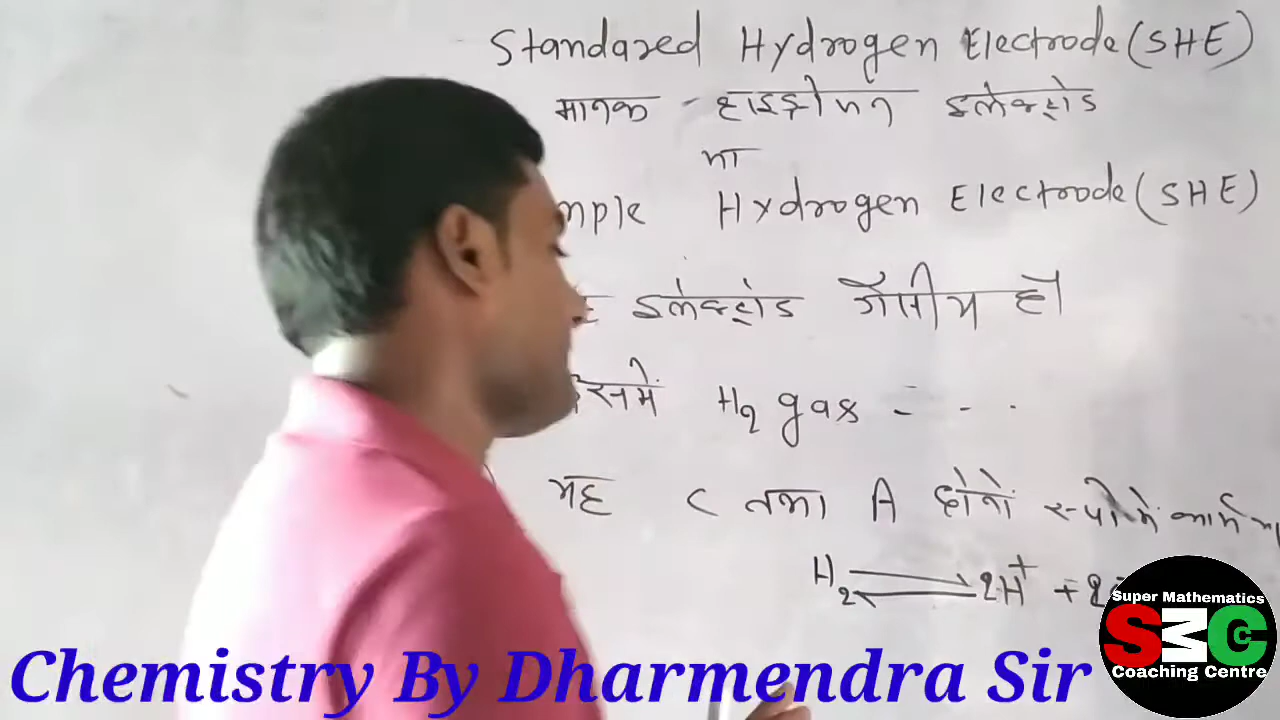 Standared Hydrogen Electrode (SHE)
मानक - हाइड्रोजन इलेक्ट्रोड
या
mple Hydrogen Electrode (SHE)
इलेक्ट्रोड गैसीय है
इसमें H2 gas - - -
यह C तथा A दोनों रूपों में कार्य
H2 ⇌ 2H+ + 2
Chemistry By Dharmendra Sir
Super Mathematics
SMC
Coaching Centre